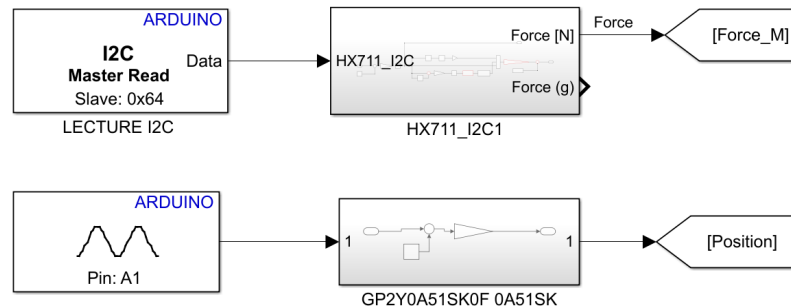 ARDUINO
I2C
Master Read
Slave: 0x64
Data
LECTURE I2C
HX711_I2C
Force [N]
Force (g)
HX711_I2C1
Force
[Force_M]
ARDUINO
Pin: A1
1
1
GP2Y0A51SK0F 0A51SK
[Position]